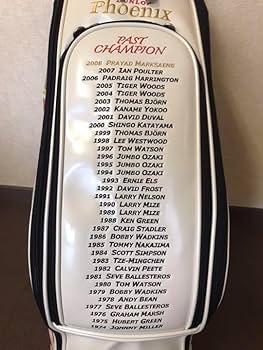 DUNLOP
Phoenix
PAST
CHAMPION
2008 PRAYAD MARKSAENG
2007 IAN POULTER
2006 PADRAIG HARRINGTON
2005 TIGER WOODS
2004 TIGER WOODS
2003 THOMAS BJÖRN
2002 KANAME YOKOO
2001 DAVID DUVAL
2000 SHINGO KATAYAMA
1999 THOMAS BJÖRN
1998 LEE WESTWOOD
1997 TOM WATSON
1996 JUMBO OZAKI
1995 JUMBO OZAKI
1994 JUMBO OZAKI
1993 ERNIE ELS
1992 DAVID FROST
1991 LARRY NELSON
1990 LARRY MIZE
1989 LARRY MIZE
1988 KEN GREEN
1987 CRAIG STADLER
1986 BOBBY WADKINS
1985 TOMMY NAKAJIMA
1984 SCOTT SIMPSON
1983 TZE-MINGCHEN
1982 CALVIN PEETE
1981 SEVE BALLESTEROS
1980 TOM WATSON
1979 BOBBY WADKINS
1978 ANDY BEAN
1977 SEVE BALLESTEROS
1976 GRAHAM MARSH
1975 HUBERT GREEN
1974 JOHNNY MILLER